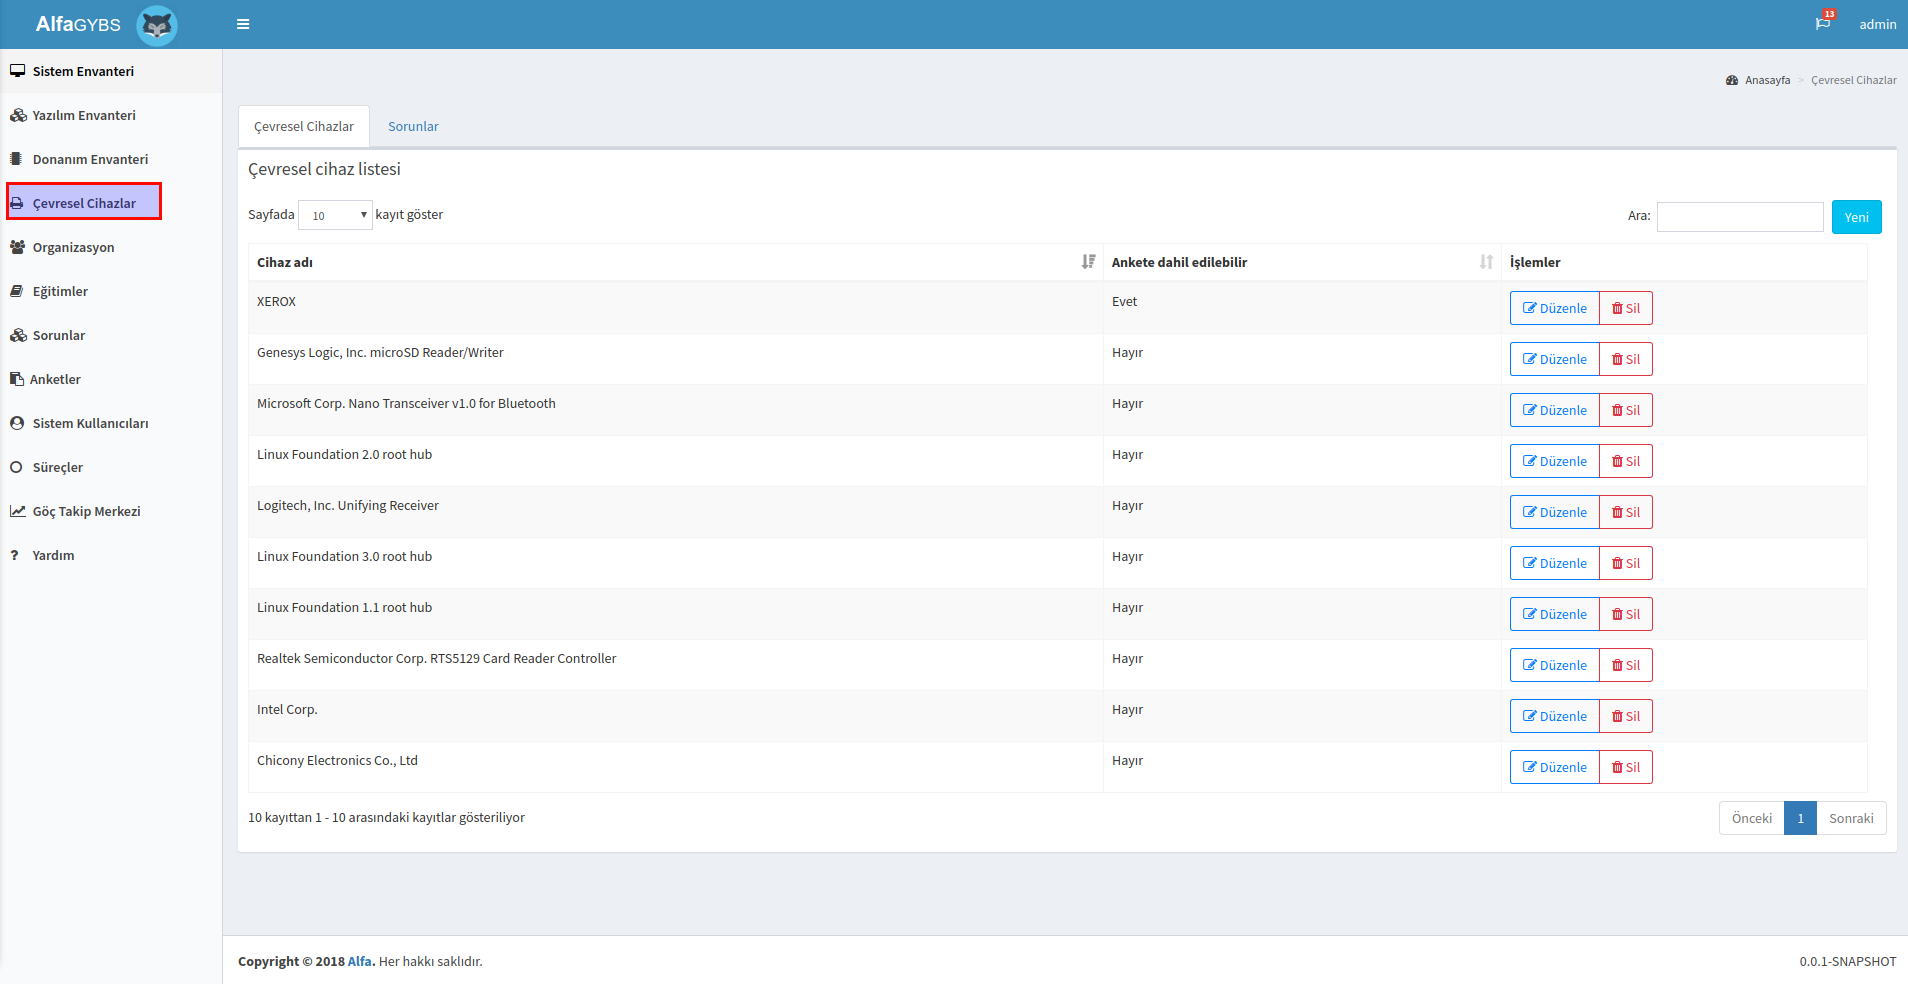 AlfaGYBS
13
admin
Sistem Envanteri
Yazılım Envanteri
Donanım Envanteri
Çevresel Cihazlar
Organizasyon
Eğitimler
Sorunlar
Anketler
Sistem Kullanıcıları
Süreçler
Göç Takip Merkezi
? Yardım
Anasayfa > Çevresel Cihazlar
Çevresel Cihazlar Sorunlar
Çevresel cihaz listesi
Sayfada 10 kayıt göster Ara: Yeni
Cihaz adı Ankete dahil edilebilir İşlemler
XEROX Evet Düzenle Sil
Genesys Logic, Inc. microSD Reader/Writer Hayır Düzenle Sil
Microsoft Corp. Nano Transceiver v1.0 for Bluetooth Hayır Düzenle Sil
Linux Foundation 2.0 root hub Hayır Düzenle Sil
Logitech, Inc. Unifying Receiver Hayır Düzenle Sil
Linux Foundation 3.0 root hub Hayır Düzenle Sil
Linux Foundation 1.1 root hub Hayır Düzenle Sil
Realtek Semiconductor Corp. RTS5129 Card Reader Controller Hayır Düzenle Sil
Intel Corp. Hayır Düzenle Sil
Chicony Electronics Co., Ltd Hayır Düzenle Sil
10 kayıttan 1 - 10 arasındaki kayıtlar gösteriliyor Önceki 1 Sonraki
Copyright © 2018 Alfa. Her hakkı saklıdır. 0.0.1-SNAPSHOT